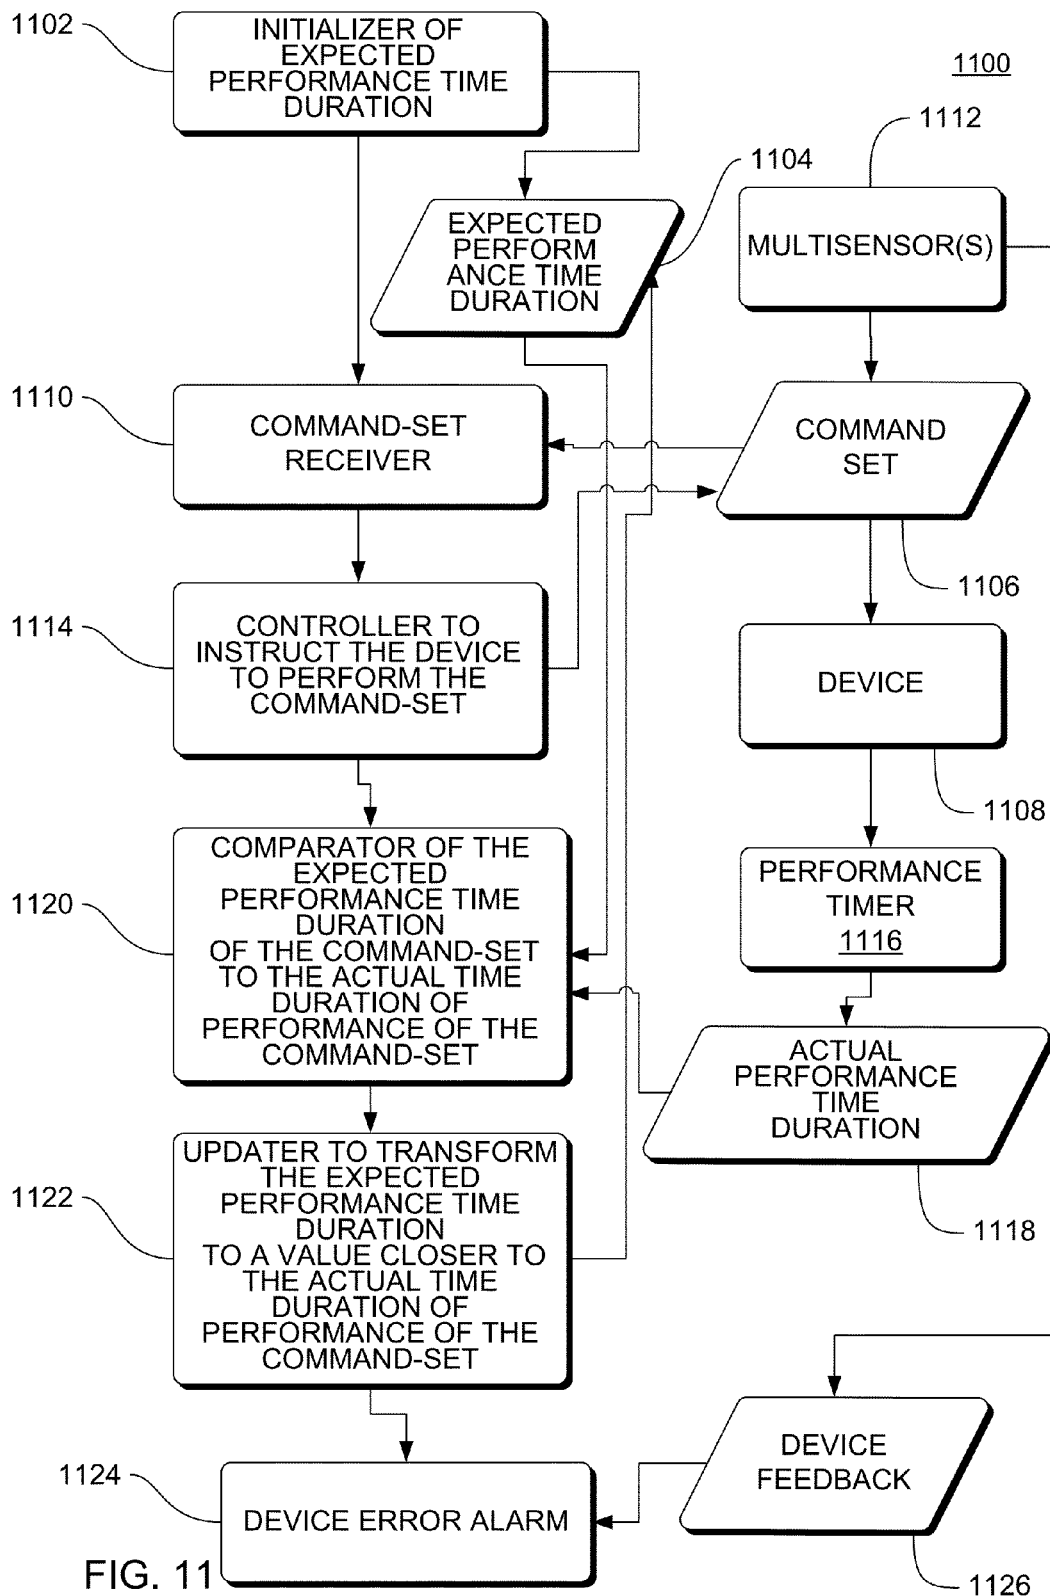 1102
INITIALIZER OF
EXPECTED
PERFORMANCE TIME
DURATION
1100
1112
1104
EXPECTED
PERFORM
ANCE TIME
DURATION
MULTISENSOR(S)
1110
COMMAND-SET
RECEIVER
COMMAND
SET
1106
1114
CONTROLLER TO
INSTRUCT THE DEVICE
TO PERFORM THE
COMMAND-SET
DEVICE
1108
1120
COMPARATOR OF THE
EXPECTED
PERFORMANCE TIME
DURATION
OF THE COMMAND-SET
TO THE ACTUAL TIME
DURATION OF
PERFORMANCE OF THE
COMMAND-SET
PERFORMANCE
TIMER
1116
ACTUAL
PERFORMANCE
TIME
DURATION
1118
1122
UPDATER TO TRANSFORM
THE EXPECTED
PERFORMANCE TIME
DURATION
TO A VALUE CLOSER TO
THE ACTUAL TIME
DURATION OF
PERFORMANCE OF THE
COMMAND-SET
DEVICE
FEEDBACK
1126
1124
DEVICE ERROR ALARM
FIG. 11